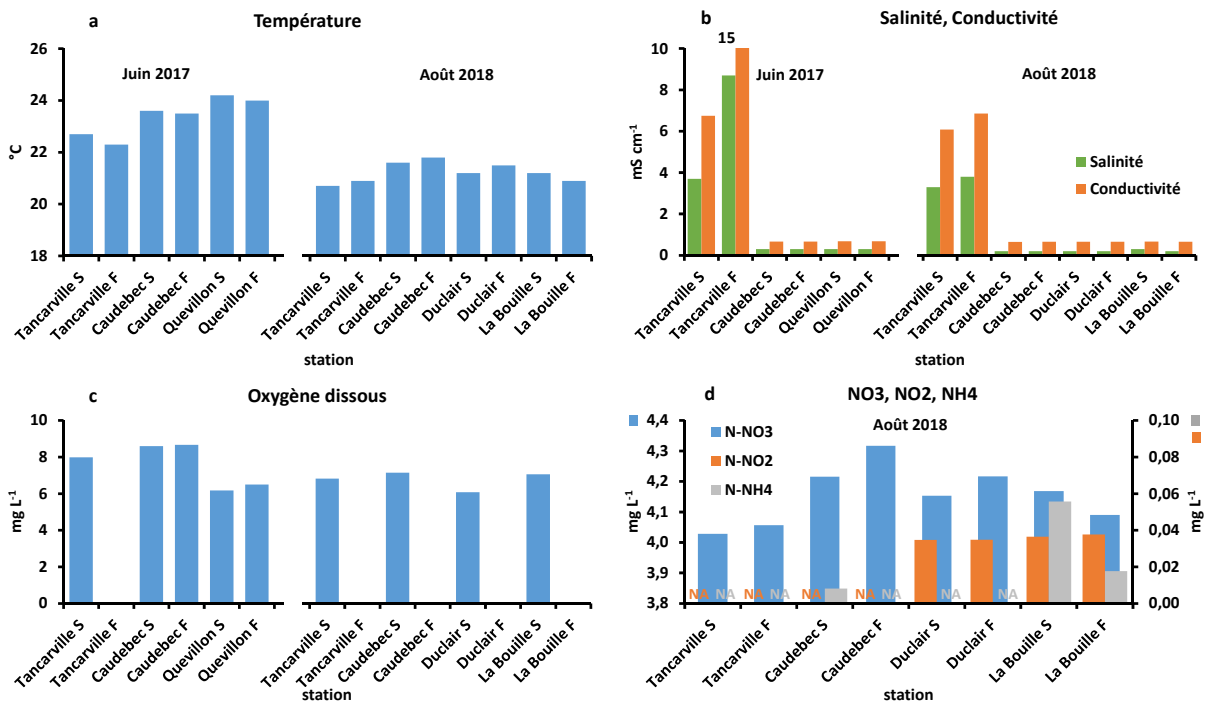 a
Température
26
24
22
20
18
°C
Juin 2017
Août 2018
Tancarville S
Tancarville F
Caudebec S
Caudebec F
Quevillon S
Quevillon F
Tancarville S
Tancarville F
Caudebec S
Caudebec F
Duclair S
Duclair F
La Bouille S
La Bouille F
station
b
Salinité, Conductivité
15
10
8
6
4
2
0
mS cm-1
Juin 2017
Août 2018
Salinité
Conductivité
Tancarville S
Tancarville F
Caudebec S
Caudebec F
Quevillon S
Quevillon F
Tancarville S
Tancarville F
Caudebec S
Caudebec F
Duclair S
Duclair F
La Bouille S
La Bouille F
station
c
Oxygène dissous
10
8
6
4
2
0
mg L-1
Tancarville S
Tancarville F
Caudebec S
Caudebec F
Quevillon S
Quevillon F
Tancarville S
Tancarville F
Caudebec S
Caudebec F
Duclair S
Duclair F
La Bouille S
La Bouille F
station
d
NO3, NO2, NH4
Août 2018
4,4
4,3
4,2
4,1
4,0
3,9
3,8
mg L-1
N-NO3
N-NO2
N-NH4
NA NA NA NA NA NA NA NA NA
0,10
0,08
0,06
0,04
0,02
0,00
mg L-1
Tancarville S
Tancarville F
Caudebec S
Caudebec F
Duclair S
Duclair F
La Bouille S
La Bouille F
station